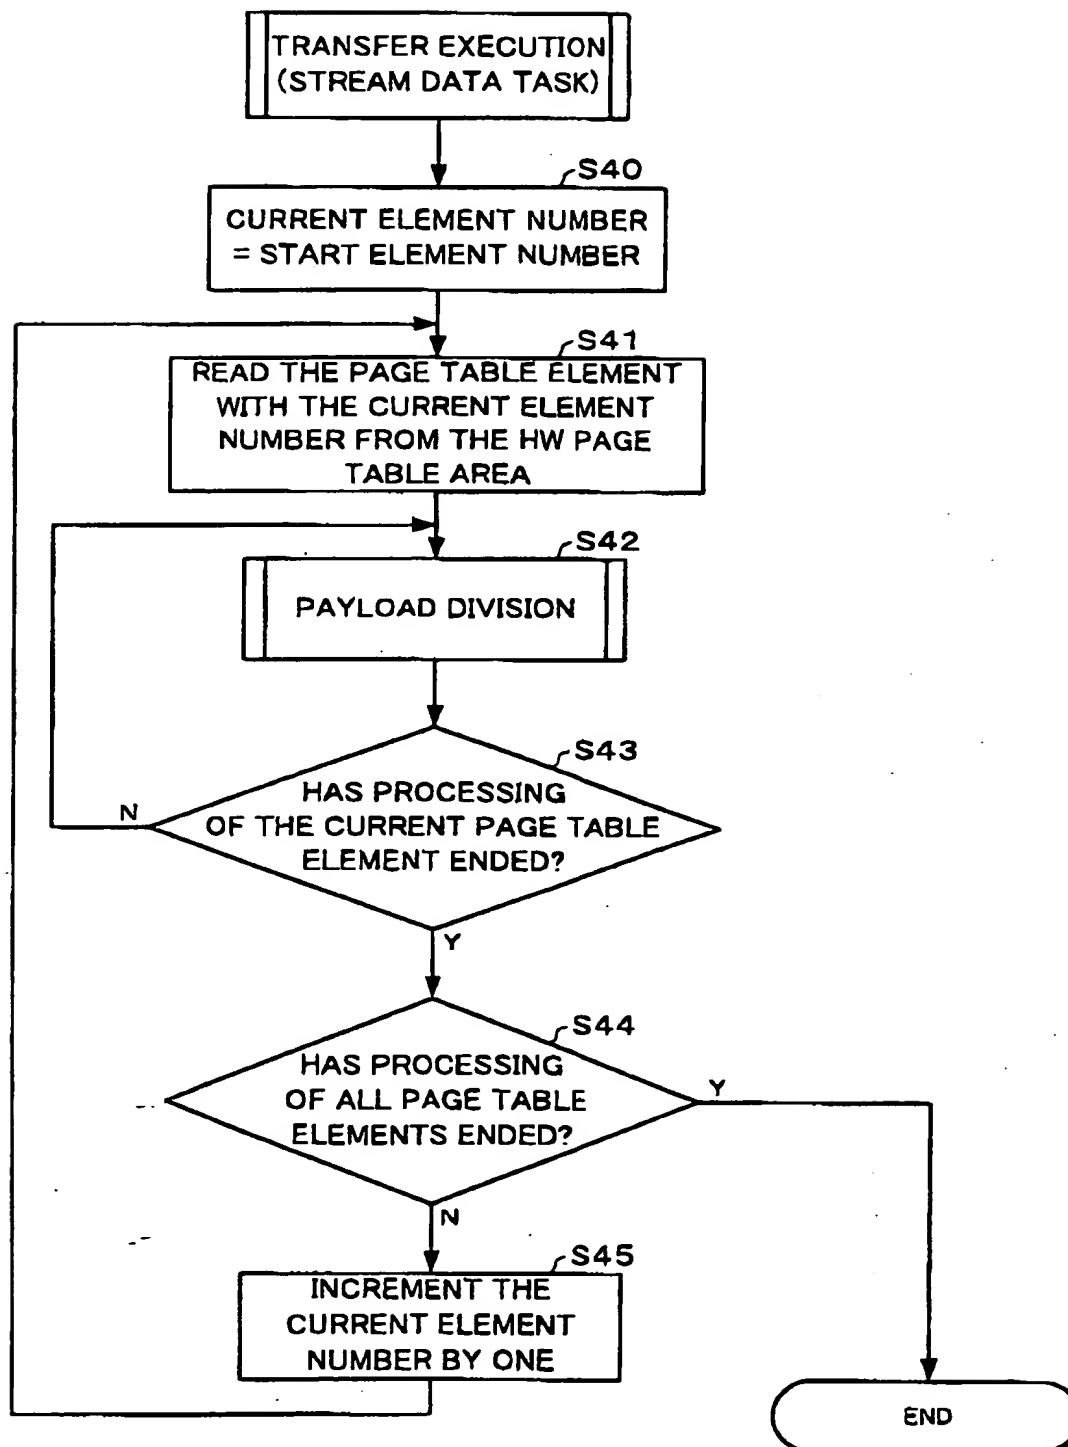 TRANSFER EXECUTION
(STREAM DATA TASK)
S40
CURRENT ELEMENT NUMBER
= START ELEMENT NUMBER
S41
READ THE PAGE TABLE ELEMENT
WITH THE CURRENT ELEMENT
NUMBER FROM THE HW PAGE
TABLE AREA
S42
PAYLOAD DIVISION
S43
HAS PROCESSING
OF THE CURRENT PAGE TABLE
ELEMENT ENDED?
N
Y
S44
HAS PROCESSING
OF ALL PAGE TABLE
ELEMENTS ENDED?
Y
N
S45
INCREMENT THE
CURRENT ELEMENT
NUMBER BY ONE
END